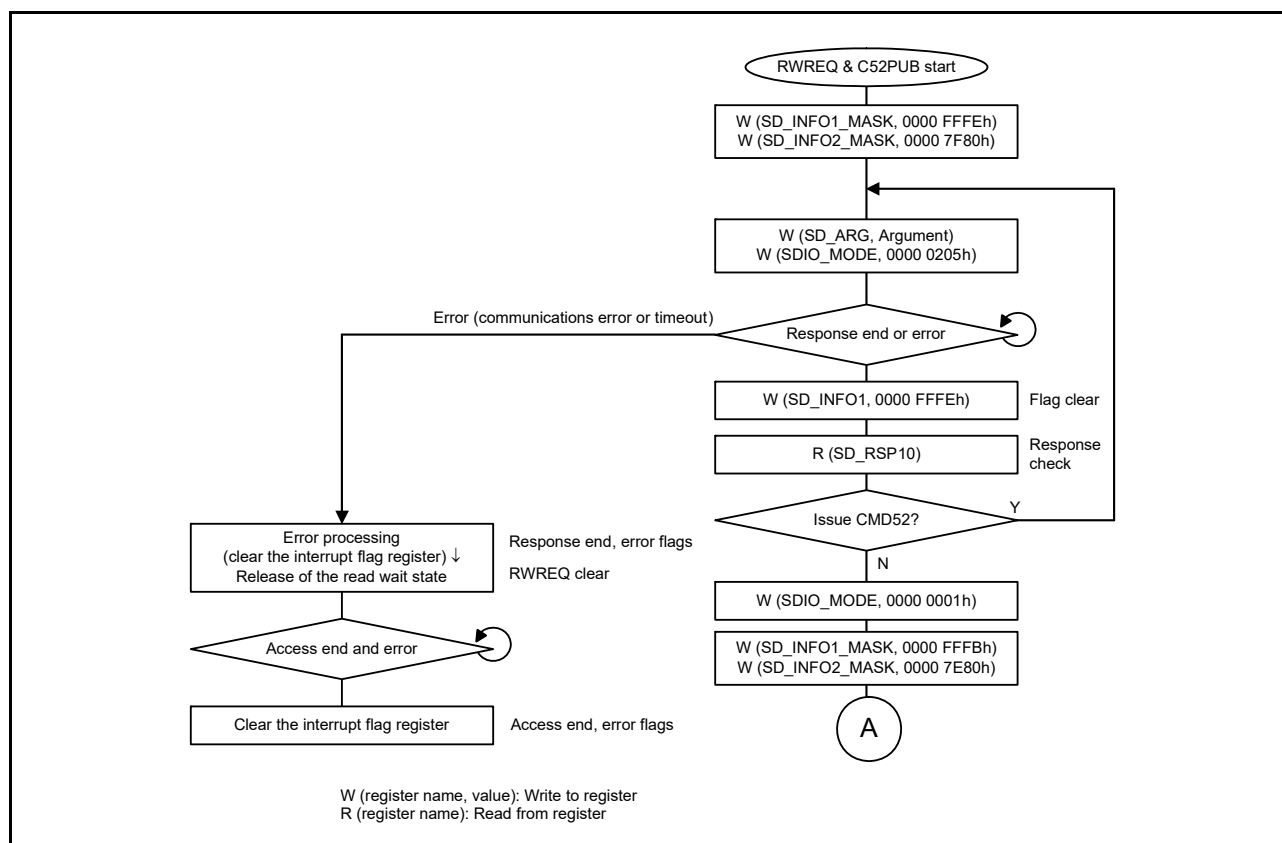 RWREQ & C52PUB start
W (SD_INFO1_MASK, 0000 FFFEh)
W (SD_INFO2_MASK, 0000 7F80h)
W (SD_ARG, Argument)
W (SDIO_MODE, 0000 0205h)
Error (communications error or timeout)
Response end or error
W (SD_INFO1, 0000 FFFEh)
Flag clear
R (SD_RSP10)
Response
check
Issue CMD52?
Y
N
Error processing
(clear the interrupt flag register) ↓
Release of the read wait state
Response end, error flags
RWREQ clear
W (SDIO_MODE, 0000 0001h)
Access end and error
W (SD_INFO1_MASK, 0000 FFFBh)
W (SD_INFO2_MASK, 0000 7E80h)
Clear the interrupt flag register
Access end, error flags
A
W (register name, value): Write to register
R (register name): Read from register